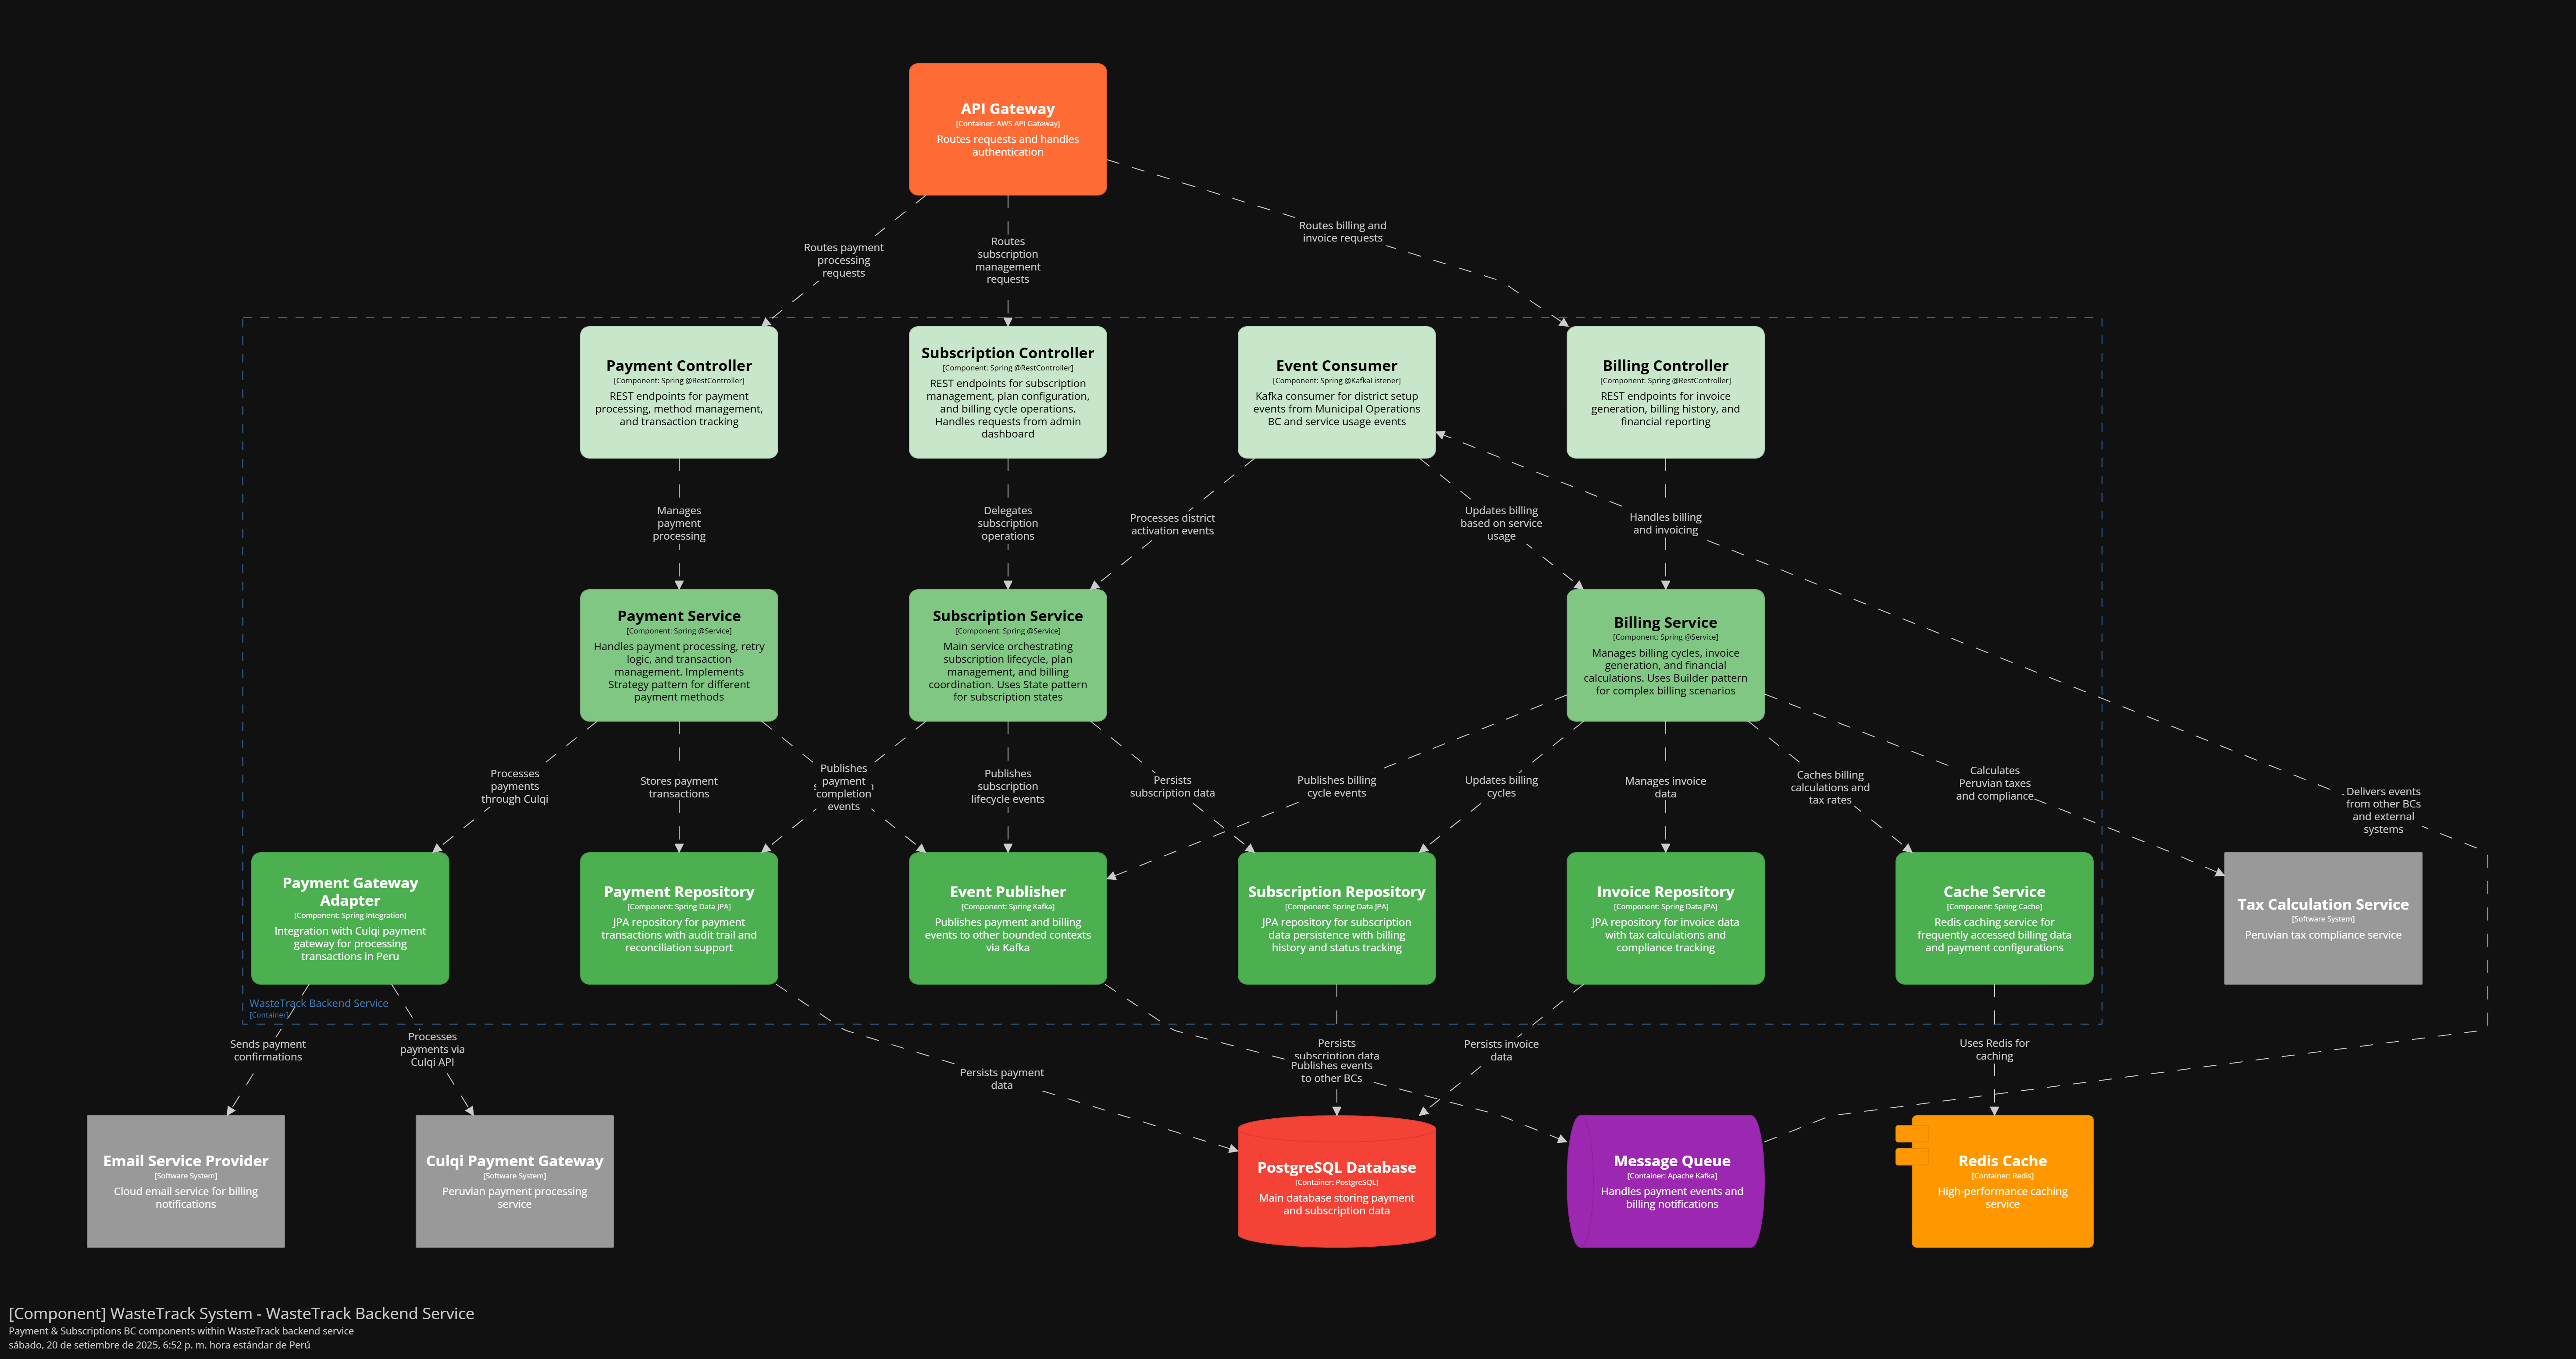 API Gateway
[Container: AWS API Gateway]
Routes requests and handles
authentication
Routes payment
processing
requests
Routes
subscription
management
requests
Routes billing and
invoice requests
Payment Controller
[Component: Spring @RestController]
REST endpoints for payment
processing, method management,
and transaction tracking
Subscription Controller
[Component: Spring @RestController]
REST endpoints for subscription
management, plan configuration,
and billing cycle operations.
Handles requests from admin
dashboard
Event Consumer
[Component: Spring @KafkaListener]
Kafka consumer for district setup
events from Municipal Operations
BC and service usage events
Billing Controller
[Component: Spring @RestController]
REST endpoints for invoice
generation, billing history, and
financial reporting
Manages
payment
processing
Delegates
subscription
operations
Processes district
activation events
Updates billing
based on service
usage
Handles billing
and invoicing
Payment Service
[Component: Spring @Service]
Handles payment processing, retry
logic, and transaction
management. Implements
Strategy pattern for different
payment methods
Subscription Service
[Component: Spring @Service]
Main service orchestrating
subscription lifecycle, plan
management, and billing
coordination. Uses State pattern
for subscription states
Billing Service
[Component: Spring @Service]
Manages billing cycles, invoice
generation, and financial
calculations. Uses Builder pattern
for complex billing scenarios
Processes
payments
through Culqi
Stores payment
transactions
Publishes
payment
completion
events
Publishes
subscription
lifecycle events
Persists
subscription data
Publishes billing
cycle events
Updates billing
cycles
Manages invoice
data
Caches billing
calculations and
tax rates
Calculates
Peruvian taxes
and compliance
Delivers events
from other BCs
and external
systems
Payment Gateway
Adapter
[Component: Spring Integration]
Integration with Culqi payment
gateway for processing
transactions in Peru
Payment Repository
[Component: Spring Data JPA]
JPA repository for payment
transactions with audit trail and
reconciliation support
Event Publisher
[Component: Spring Kafka]
Publishes payment and billing
events to other bounded contexts
via Kafka
Subscription Repository
[Component: Spring Data JPA]
JPA repository for subscription
data persistence with billing
history and status tracking
Invoice Repository
[Component: Spring Data JPA]
JPA repository for invoice data
with tax calculations and
compliance tracking
Cache Service
[Component: Spring Cache]
Redis caching service for
frequently accessed billing data
and payment configurations
Tax Calculation Service
[Software System]
Peruvian tax compliance service
WasteTrack Backend Service
[Container]
Sends payment
confirmations
Processes
payments via
Culqi API
Persists payment
data
Persists
subscription data
Publishes events
to other BCs
Persists invoice
data
Uses Redis for
caching
Email Service Provider
[Software System]
Cloud email service for billing
notifications
Culqi Payment Gateway
[Software System]
Peruvian payment processing
service
PostgreSQL Database
[Container: PostgreSQL]
Main database storing payment
and subscription data
Message Queue
[Container: Apache Kafka]
Handles payment events and
billing notifications
Redis Cache
[Container: Redis]
High-performance caching
service
[Component] WasteTrack System - WasteTrack Backend Service
Payment & Subscriptions BC components within WasteTrack backend service
sábado, 20 de setiembre de 2025, 6:52 p. m. hora estándar de Perú